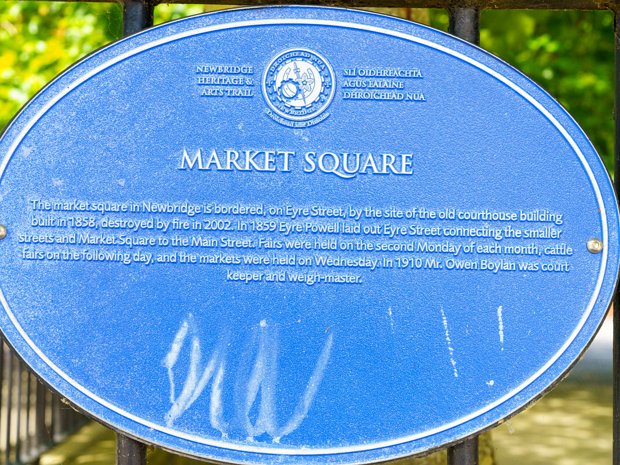 NEWBRIDGE
HERITAGE &
ARTS TRAIL
SLÍ OIDHREACHTA
AGUS EALAÍNE
DHROICHEAD NUA
MARKET SQUARE
The market square in Newbridge is bordered, on Eyre Street, by the site of the old courthouse building
built in 1858, destroyed by fire in 2002. In 1859 Eyre Powell laid out Eyre Street connecting the smaller
streets and Market Square to the Main Street. Fairs were held on the second Monday of each month, cattle
fairs on the following day, and the markets were held on Wednesday. In 1910 Mr. Owen Boylan was court
keeper and weigh-master.